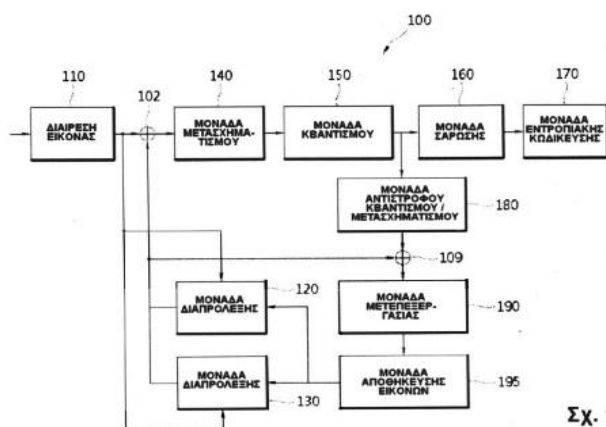 100
110
102
140
150
160
170
ΔΙΑΙΡΕΣΗ
ΕΙΚΟΝΑΣ
ΜΟΝΑΔΑ
ΜΕΤΑΣΧΗΜΑ-
ΤΙΣΜΟΥ
ΜΟΝΑΔΑ
ΚΒΑΝΤΙΣΜΟΥ
ΜΟΝΑΔΑ
ΣΑΡΩΣΗΣ
ΜΟΝΑΔΑ
ΕΝΤΡΟΠΙΑΚΗΣ
ΚΩΔΙΚΕΥΣΗΣ
ΜΟΝΑΔΑ
ΑΝΤΙΣΤΡΟΦΟΥ
ΚΒΑΝΤΙΣΜΟΥ /
ΜΕΤΑΣΧΗΜΑΤΙΣΜΟΥ
180
109
120
ΜΟΝΑΔΑ
ΔΙΑΠΡΟΛΕΞΗΣ
ΜΟΝΑΔΑ
ΜΕΤΕΠΕΞΕΡ-
ΓΑΣΙΑΣ
190
ΜΟΝΑΔΑ
ΔΙΑΠΡΟΛΕΞΗΣ
130
ΜΟΝΑΔΑ
ΑΠΟΘΗΚΕΥΣΗΣ
ΕΙΚΟΝΩΝ
195
Σχ.